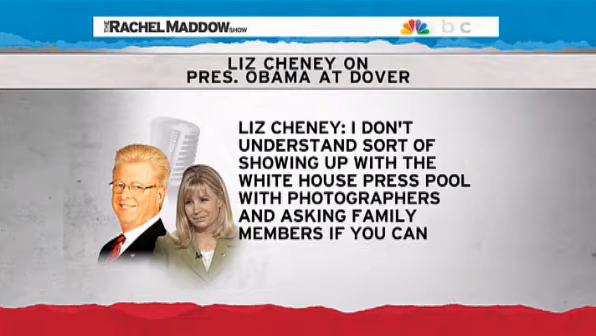 THE RACHEL MADDOW SHOW
bc
LIZ CHENEY ON
PRES. OBAMA AT DOVER
LIZ CHENEY: I DON'T
UNDERSTAND SORT OF
SHOWING UP WITH THE
WHITE HOUSE PRESS POOL
WITH PHOTOGRAPHERS
AND ASKING FAMILY
MEMBERS IF YOU CAN